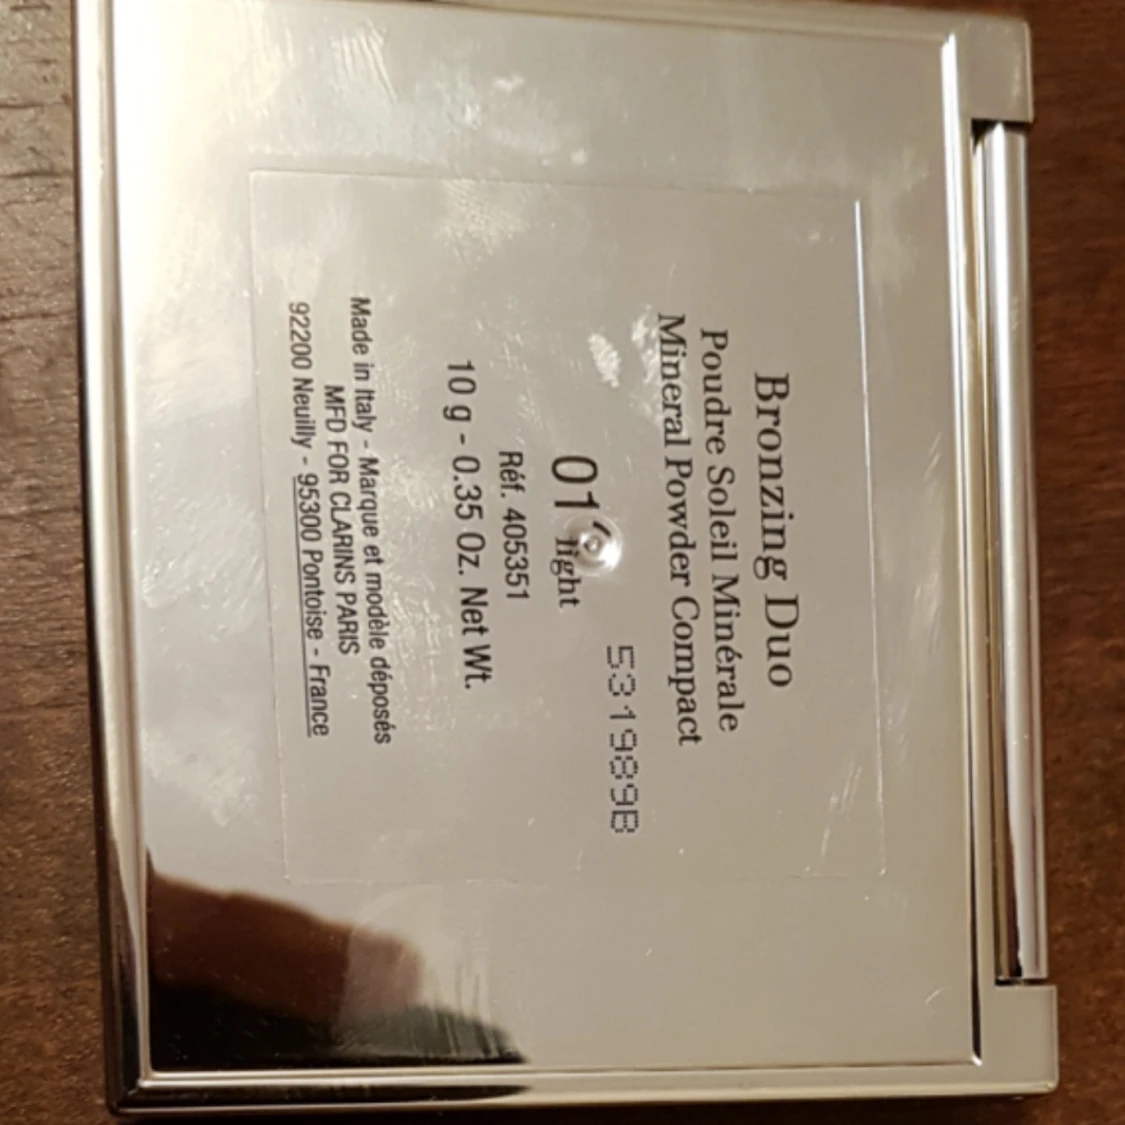 Bronzing Duo
Poudre Soleil Minérale
Mineral Powder Compact
531989B
01 light
Réf. 405351
10 g - 0.35 Oz. Net Wt.
Made in Italy - Marque et modèle déposés
MFD FOR CLARINS PARIS
92200 Neuilly - 95300 Pontoise - France